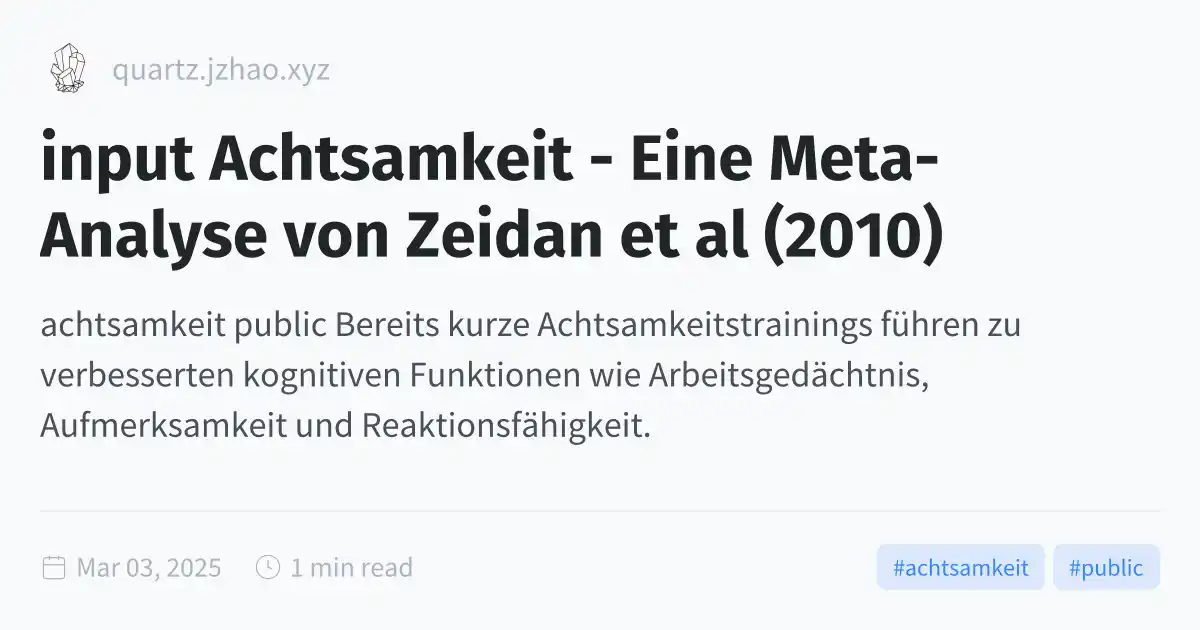 quartz.jzhao.xyz
input Achtsamkeit - Eine Meta-
Analyse von Zeidan et al (2010)
achtsamkeit public Bereits kurze Achtsamkeitstrainings führen zu
verbesserten kognitiven Funktionen wie Arbeitsgedächtnis,
Aufmerksamkeit und Reaktionsfähigkeit.
Mar 03, 2025 1 min read #achtsamkeit #public